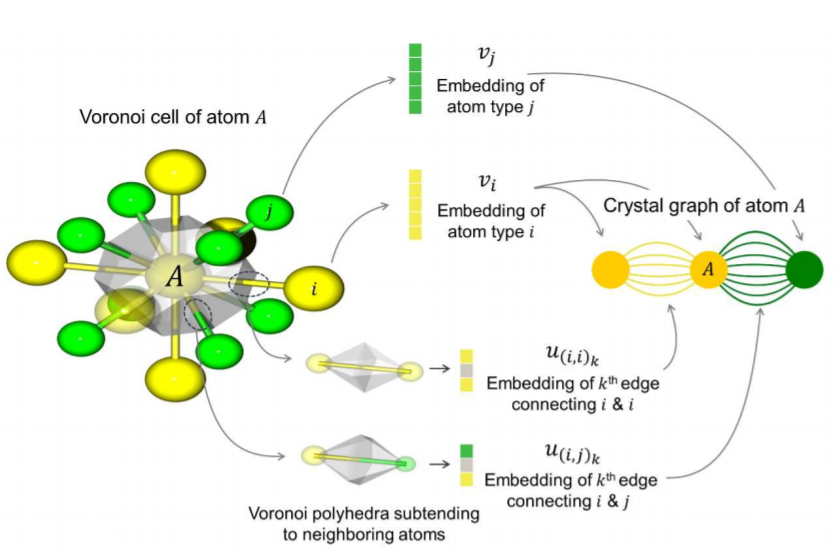 Voronoi cell of atom A
v_j
Embedding of
atom type j
j
v_i
Embedding of
atom type i
Crystal graph of atom A
A
i
A
u_{(i,i)_k}
Embedding of k^th edge
connecting i & i
u_{(i,j)_k}
Embedding of k^th edge
connecting i & j
Voronoi polyhedra subtending
to neighboring atoms